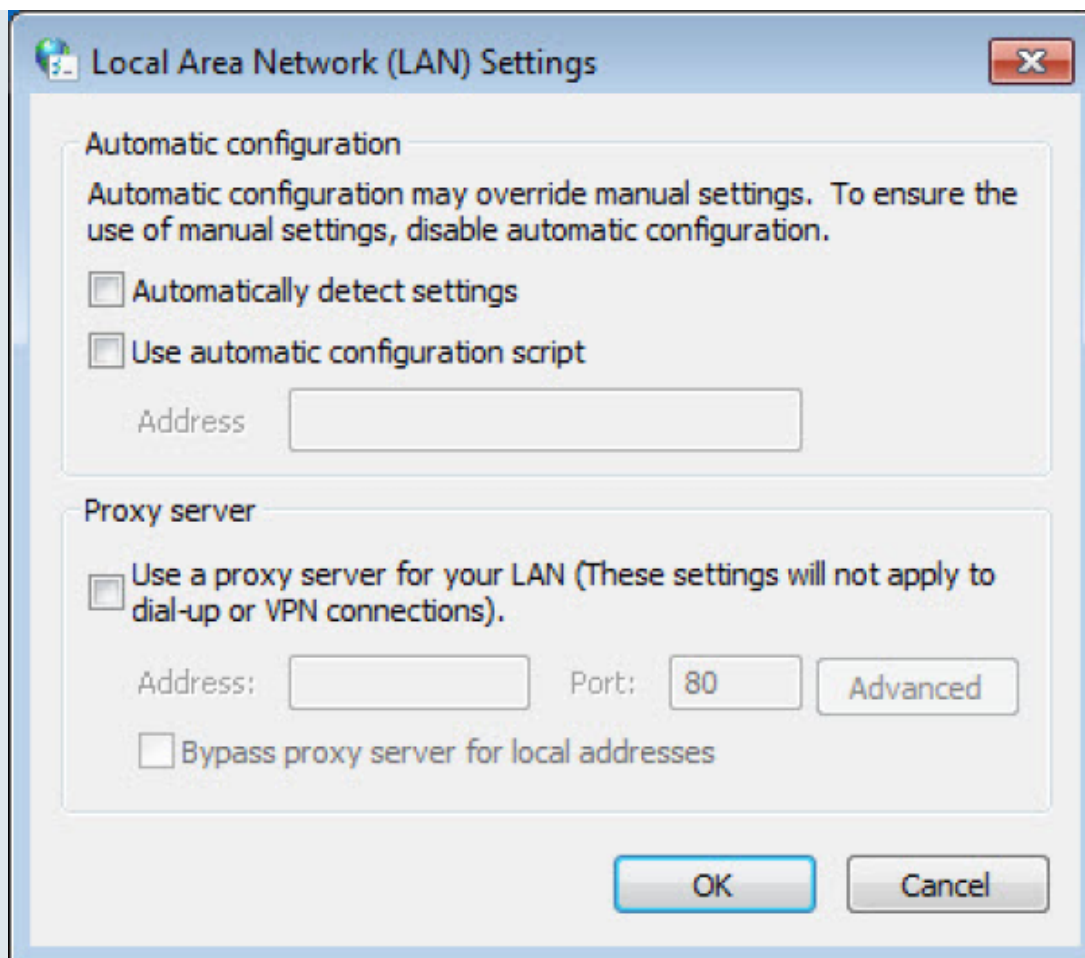 Local Area Network (LAN) Settings
Automatic configuration
Automatic configuration may override manual settings.  To ensure the
use of manual settings, disable automatic configuration.
Automatically detect settings
Use automatic configuration script
Address
Proxy server
Use a proxy server for your LAN (These settings will not apply to
dial-up or VPN connections).
Address:
Port: 80 Advanced
Bypass proxy server for local addresses
OK Cancel